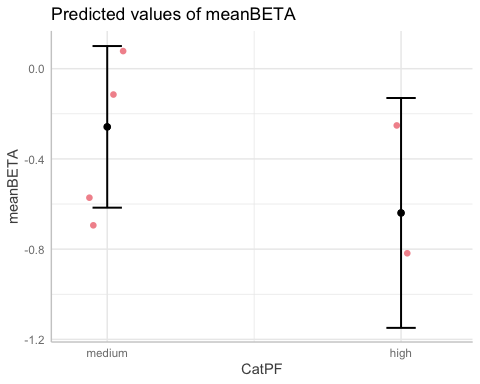 Predicted values of meanBETA
0.0
-0.4
-0.8
-1.2
meanBETA
medium
high
CatPF